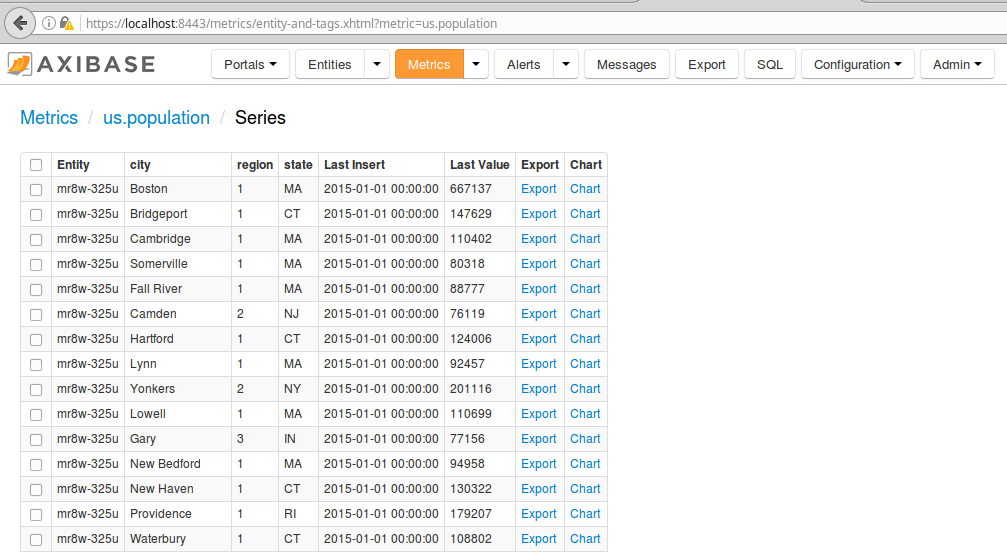 https://localhost:8443/metrics/entity-and-tags.xhtml?metric=us.population
AXIBASE Portals Entities Metrics Alerts Messages Export SQL Configuration Admin
Metrics / us.population / Series
Entity city region state Last Insert Last Value Export Chart
mr8w-325u Boston 1 MA 2015-01-01 00:00:00 667137 Export Chart
mr8w-325u Bridgeport 1 CT 2015-01-01 00:00:00 147629 Export Chart
mr8w-325u Cambridge 1 MA 2015-01-01 00:00:00 110402 Export Chart
mr8w-325u Somerville 1 MA 2015-01-01 00:00:00 80318 Export Chart
mr8w-325u Fall River 1 MA 2015-01-01 00:00:00 88777 Export Chart
mr8w-325u Camden 2 NJ 2015-01-01 00:00:00 76119 Export Chart
mr8w-325u Hartford 1 CT 2015-01-01 00:00:00 124006 Export Chart
mr8w-325u Lynn 1 MA 2015-01-01 00:00:00 92457 Export Chart
mr8w-325u Yonkers 2 NY 2015-01-01 00:00:00 201116 Export Chart
mr8w-325u Lowell 1 MA 2015-01-01 00:00:00 110699 Export Chart
mr8w-325u Gary 3 IN 2015-01-01 00:00:00 77156 Export Chart
mr8w-325u New Bedford 1 MA 2015-01-01 00:00:00 94958 Export Chart
mr8w-325u New Haven 1 CT 2015-01-01 00:00:00 130322 Export Chart
mr8w-325u Providence 1 RI 2015-01-01 00:00:00 179207 Export Chart
mr8w-325u Waterbury 1 CT 2015-01-01 00:00:00 108802 Export Chart